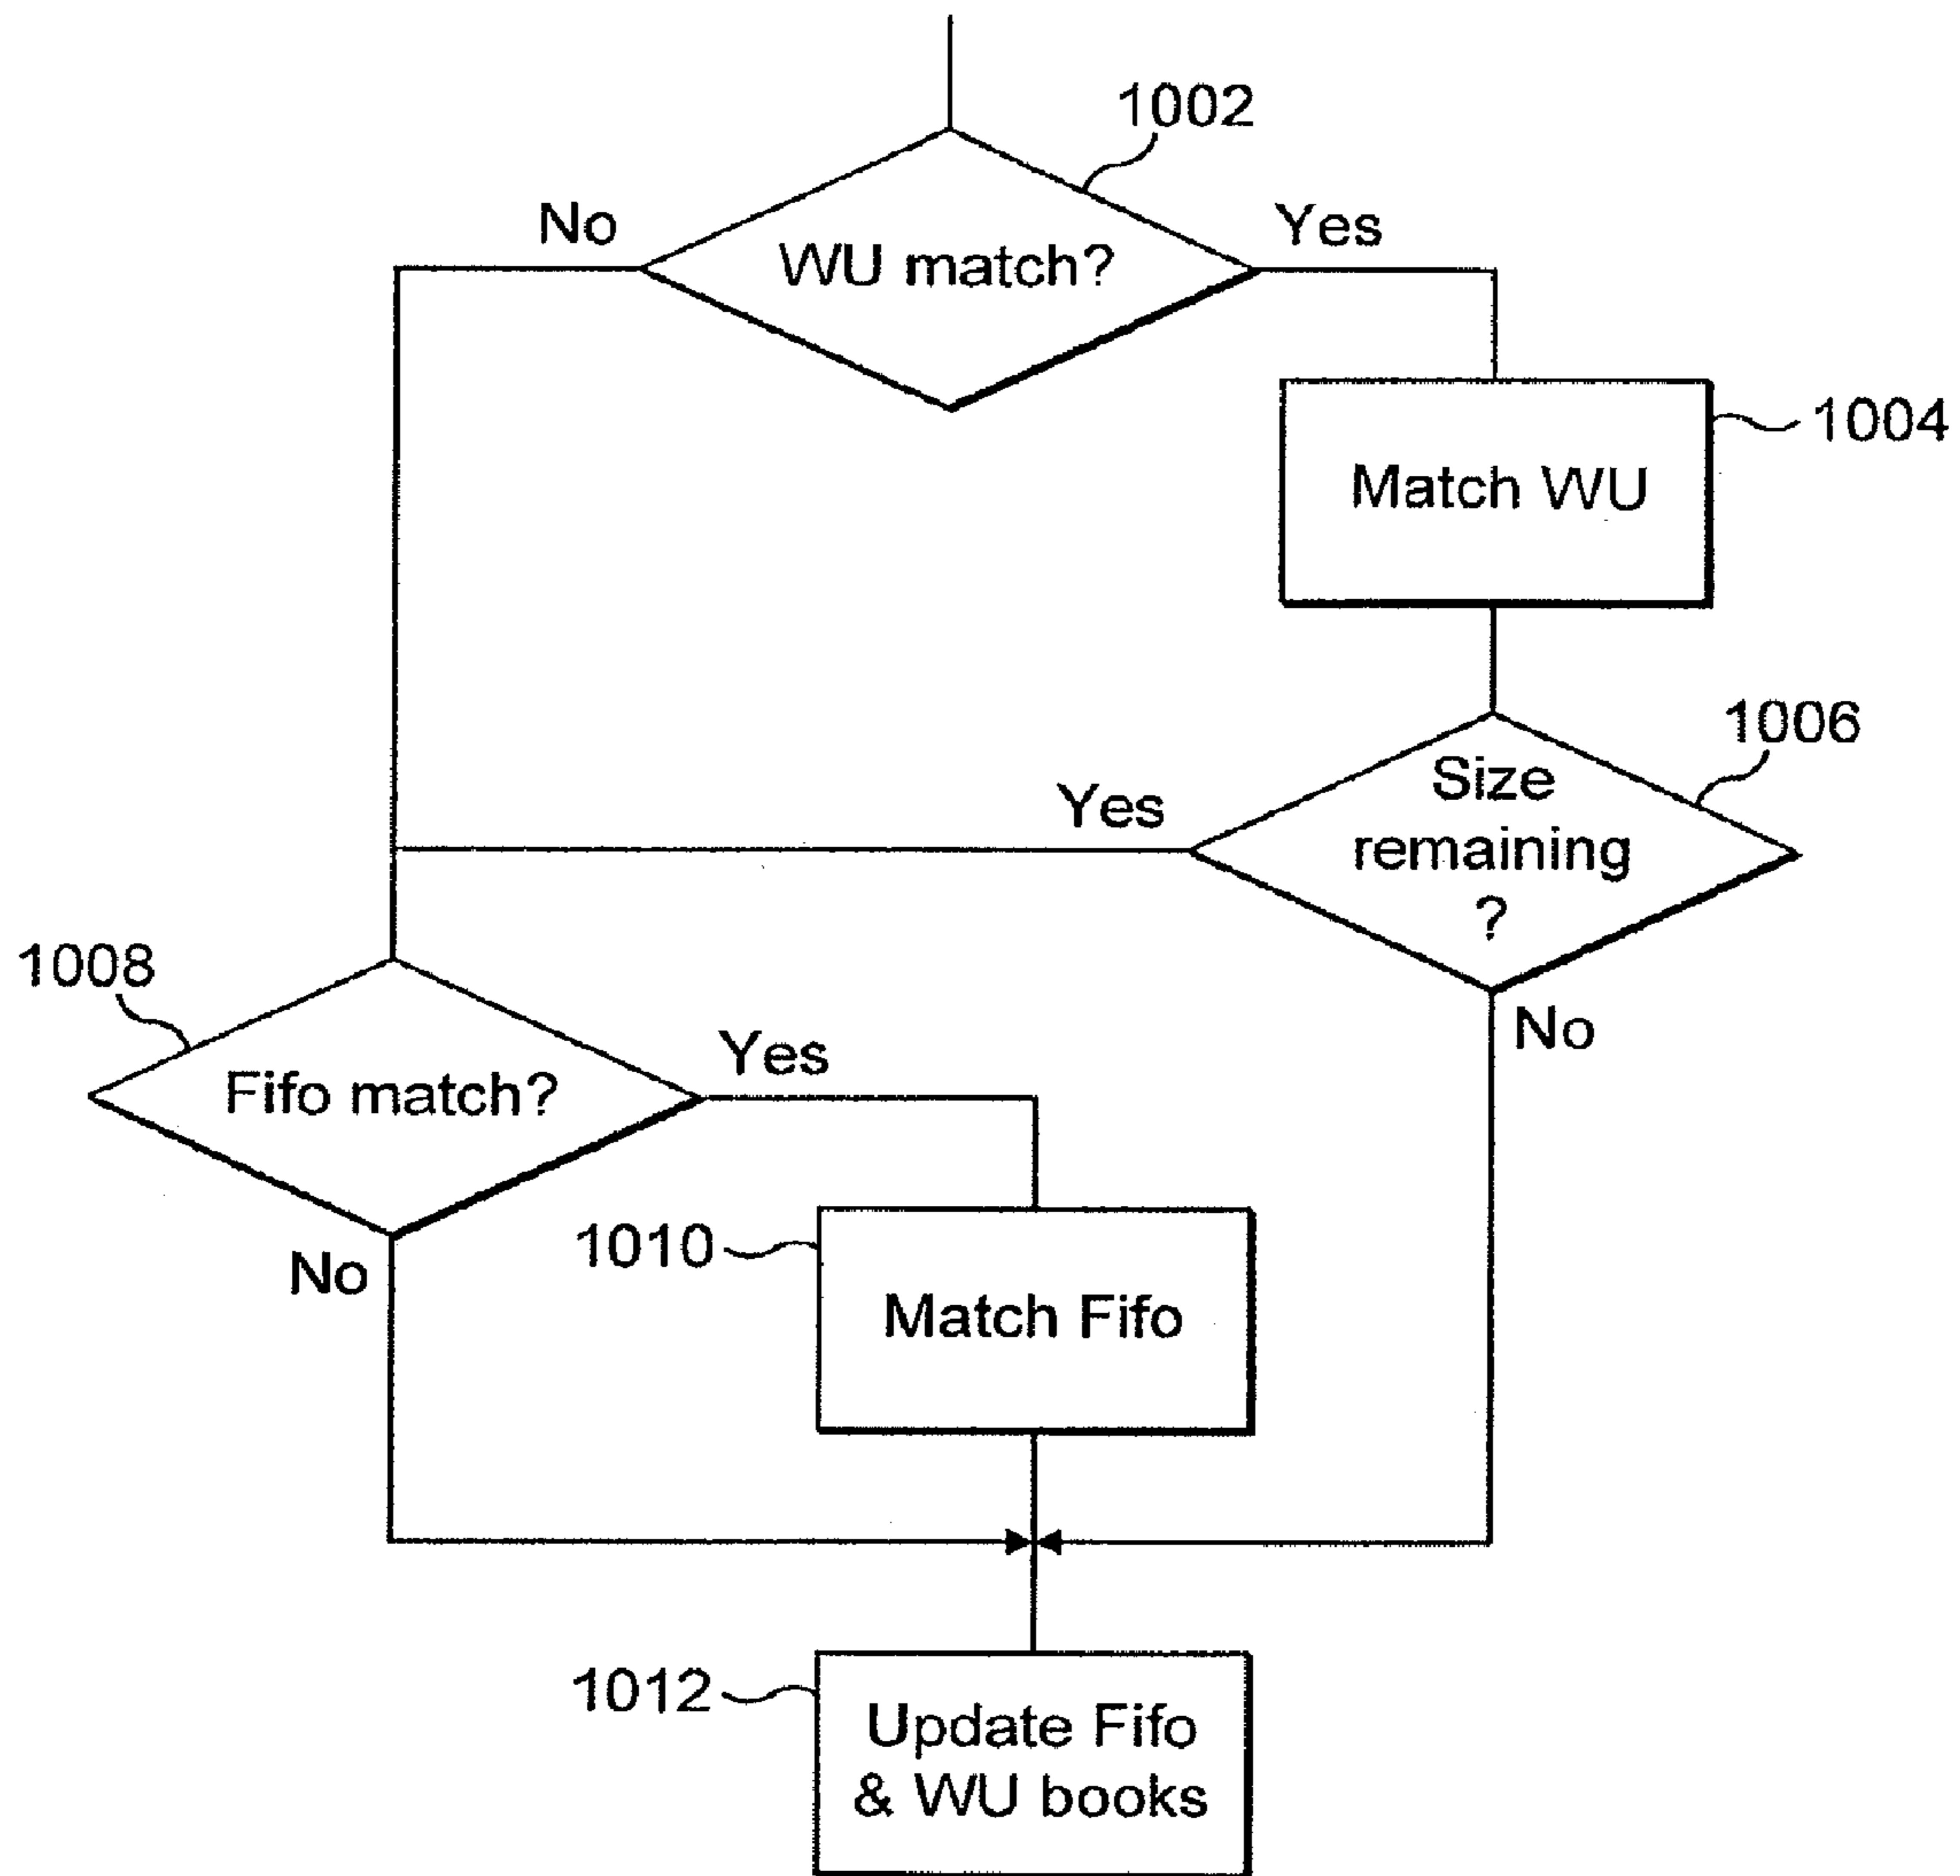 1002
No
Yes
WU match?
1004
Match WU
1006
Size
remaining
?
Yes
No
1008
Fifo match?
Yes
No
1010
Match Fifo
1012
Update Fifo
& WU books